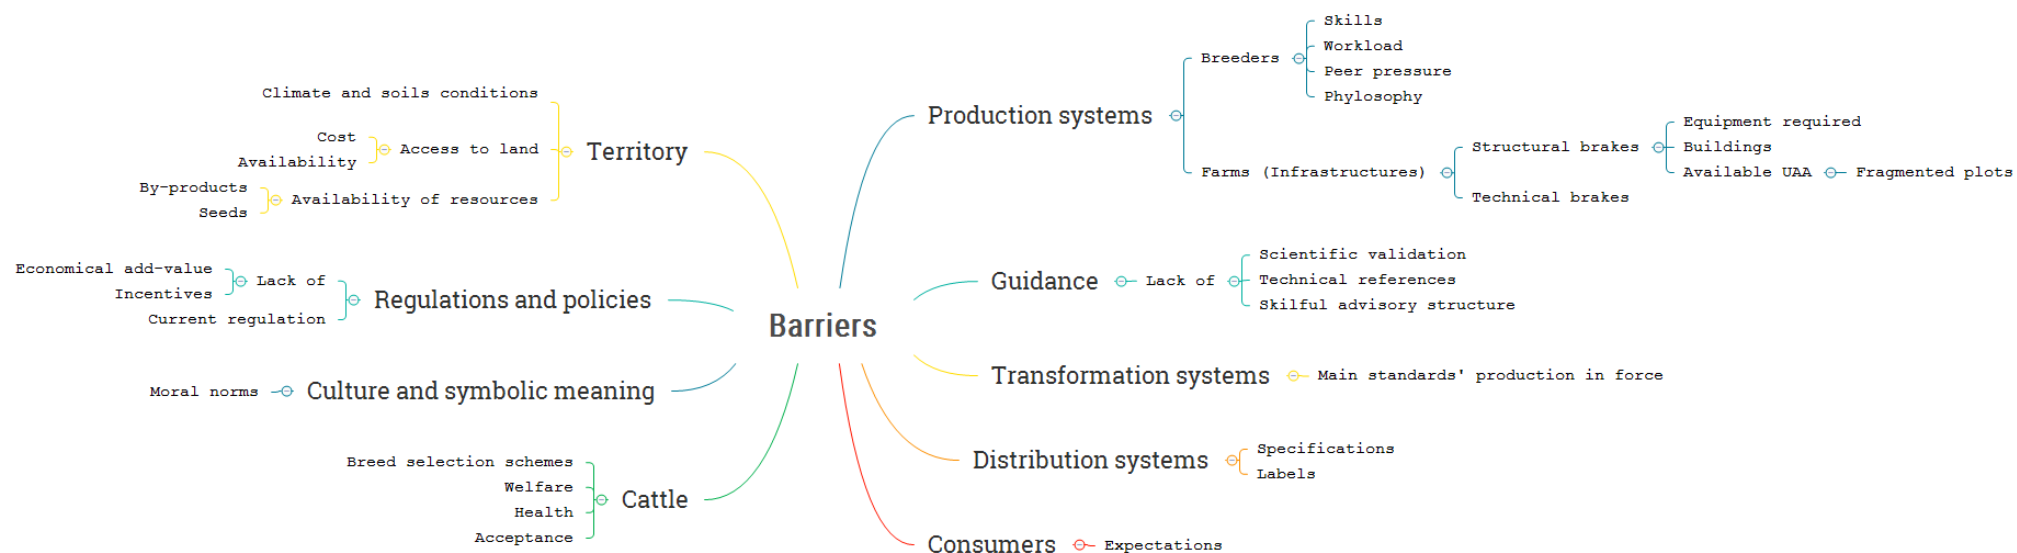 Barriers
Production systems
Breeders
Skills
Workload
Peer pressure
Phylosophy
Farms (Infrastructures)
Structural brakes
Equipment required
Buildings
Available UAA
Fragmented plots
Technical brakes
Guidance
Lack of
Scientific validation
Technical references
Skilful advisory structure
Transformation systems
Main standards' production in force
Distribution systems
Specifications
Labels
Consumers
Expectations
Territory
Climate and soils conditions
Access to land
Cost
Availability
Availability of resources
By-products
Seeds
Regulations and policies
Lack of
Economical add-value
Incentives
Current regulation
Culture and symbolic meaning
Moral norms
Cattle
Breed selection schemes
Welfare
Health
Acceptance